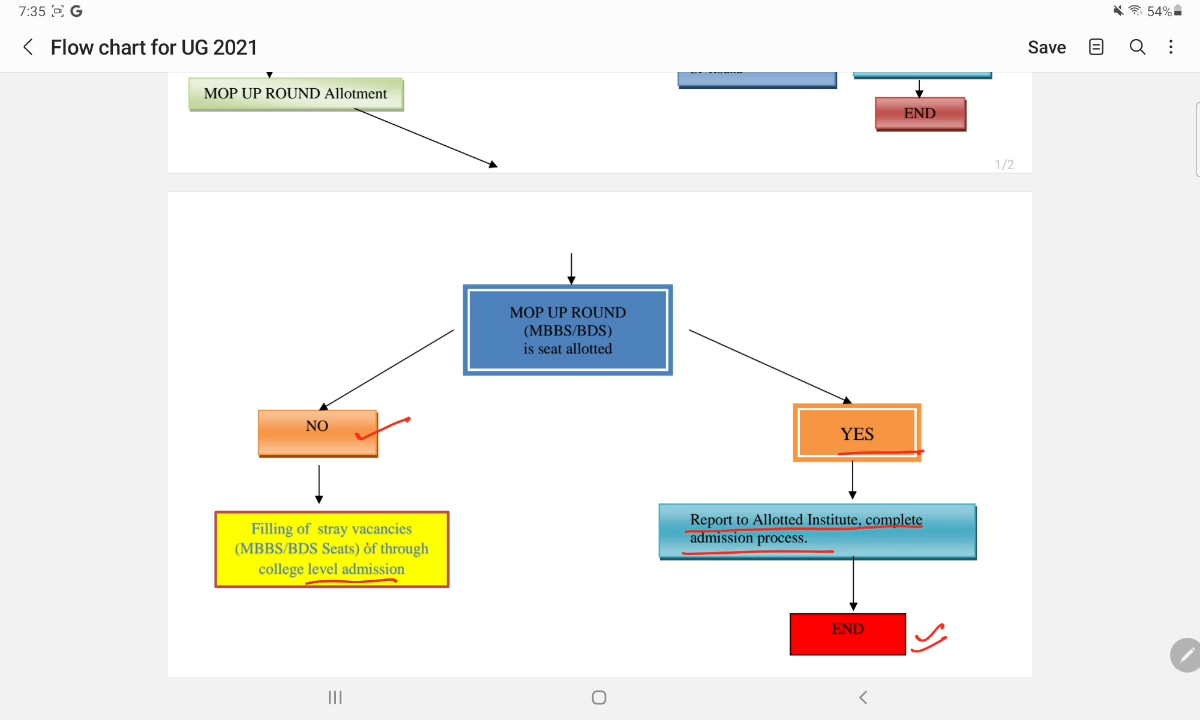 7:35 G 54%
Flow chart for UG 2021
Save
MOP UP ROUND Allotment
END
1/2
MOP UP ROUND
(MBBS/BDS)
is seat allotted
NO
YES
Filling of stray vacancies
(MBBS/BDS Seats) of through
college level admission
Report to Allotted Institute, complete
admission process.
END